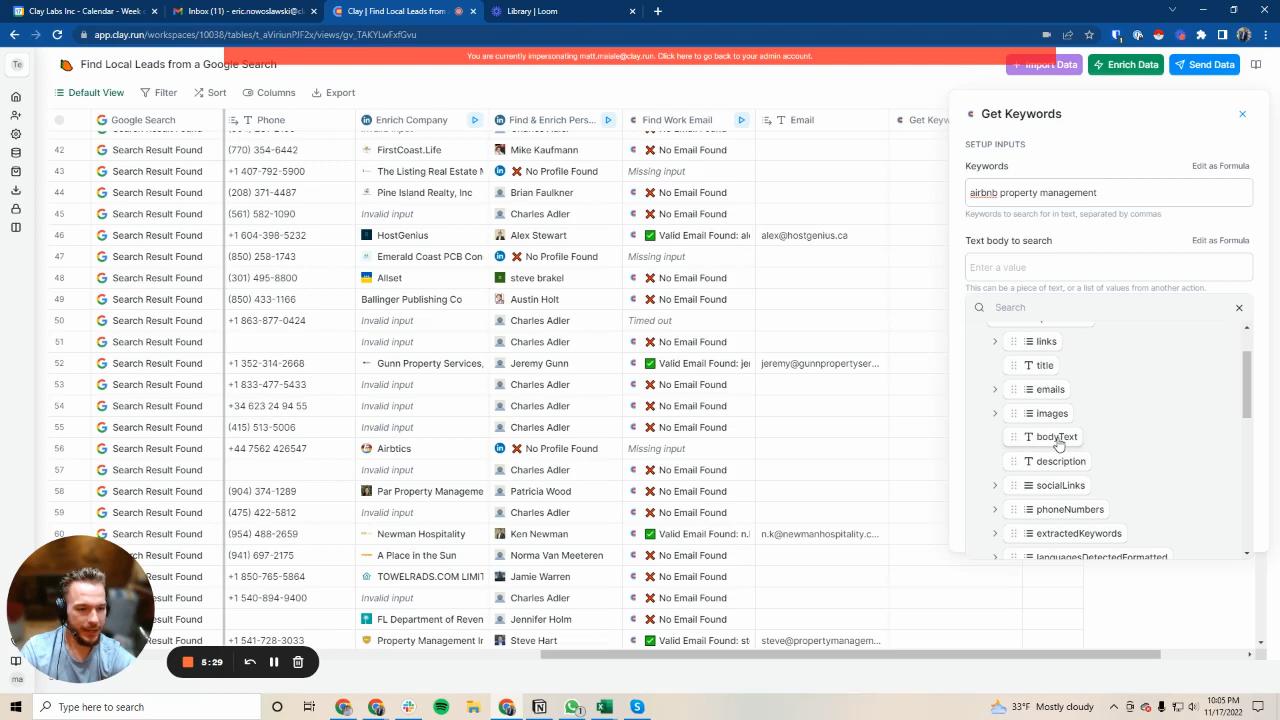 Clay Labs Inc - Calendar - Week o
Inbox - eric.nowoslawski@gm
Clay | Find Local Leads from
Library | Loom
app.clay.run/workspaces/10038/tables/t_aViriunPJF2x/views/gv_TAKYLwFxfGvu
You are currently impersonating matt.maiale@clay.run. Click here to go back to your admin account.
Find Local Leads from a Google Search
Import Data
Enrich Data
Send Data
Default View Filter Sort Columns Export
Google Search Phone Enrich Company Find & Enrich Pers... Find Work Email Email Get Keyw
Search Result Found Invalid input Charles Adler No Email Found
42 Search Result Found (770) 354-6442 FirstCoast.Life Mike Kaufmann No Email Found
43 Search Result Found +1 407-792-5900 The Listing Real Estate M No Profile Found Missing input
44 Search Result Found (208) 371-4487 Pine Island Realty, Inc Brian Faulkner No Email Found
45 Search Result Found (561) 582-1090 Invalid input Charles Adler No Email Found
46 Search Result Found +1 604-398-5232 HostGenius Alex Stewart Valid Email Found: ale alex@hostgenius.ca
47 Search Result Found (850) 258-1743 Emerald Coast PCB Con No Profile Found Missing input
48 Search Result Found (301) 495-8800 Allset steve brakel No Email Found
49 Search Result Found (850) 433-1166 Ballinger Publishing Co Austin Holt No Email Found
50 Search Result Found +1 863-877-0424 Invalid input Charles Adler Timed out
51 Search Result Found Invalid input Charles Adler No Email Found
52 Search Result Found +1 352-314-2668 Gunn Property Services, Jeremy Gunn Valid Email Found: jer jeremy@gunnpropertyser...
53 Search Result Found +1 833-477-5433 Invalid input Charles Adler No Email Found
54 Search Result Found +34 623 24 94 55 Invalid input Charles Adler No Email Found
55 Search Result Found (415) 513-5006 Invalid input Charles Adler No Email Found
56 Search Result Found +44 7562 426547 Airbtics No Profile Found Missing input
57 Search Result Found Invalid input Charles Adler No Email Found
58 Search Result Found (904) 374-1289 Par Property Manageme Patricia Wood No Email Found
59 Search Result Found (475) 422-5812 Invalid input Charles Adler No Email Found
60 Search Result Found (954) 488-2659 Newman Hospitality Ken Newman Valid Email Found: n.l n.k@newmanhospitality.c...
Search Result Found (941) 697-2175 A Place in the Sun Norma Van Meeteren No Email Found
Search Result Found +1 850-765-5864 TOWELRADS.COM LIMIT Jamie Warren No Email Found
Search Result Found +1 540-894-9400 Invalid input Charles Adler No Email Found
arch Result Found FL Department of Reven Jennifer Holm No Email Found
Search Result Found +1 541-728-3033 Property Management In Steve Hart Valid Email Found: st steve@propertymanagem...
Get Keywords
SETUP INPUTS
Keywords Edit as Formula
airbnb property management
Keywords to search for in text, separated by commas
Text body to search Edit as Formula
Enter a value
This can be a piece of text, or a list of values from another action.
Search
links
title
emails
images
bodyText
description
socialLinks
phoneNumbers
extractedKeywords
languagesDetectedFormatted
5:29
ma
Type here to search
33°F Mostly cloudy
10:05 PM
11/17/2022